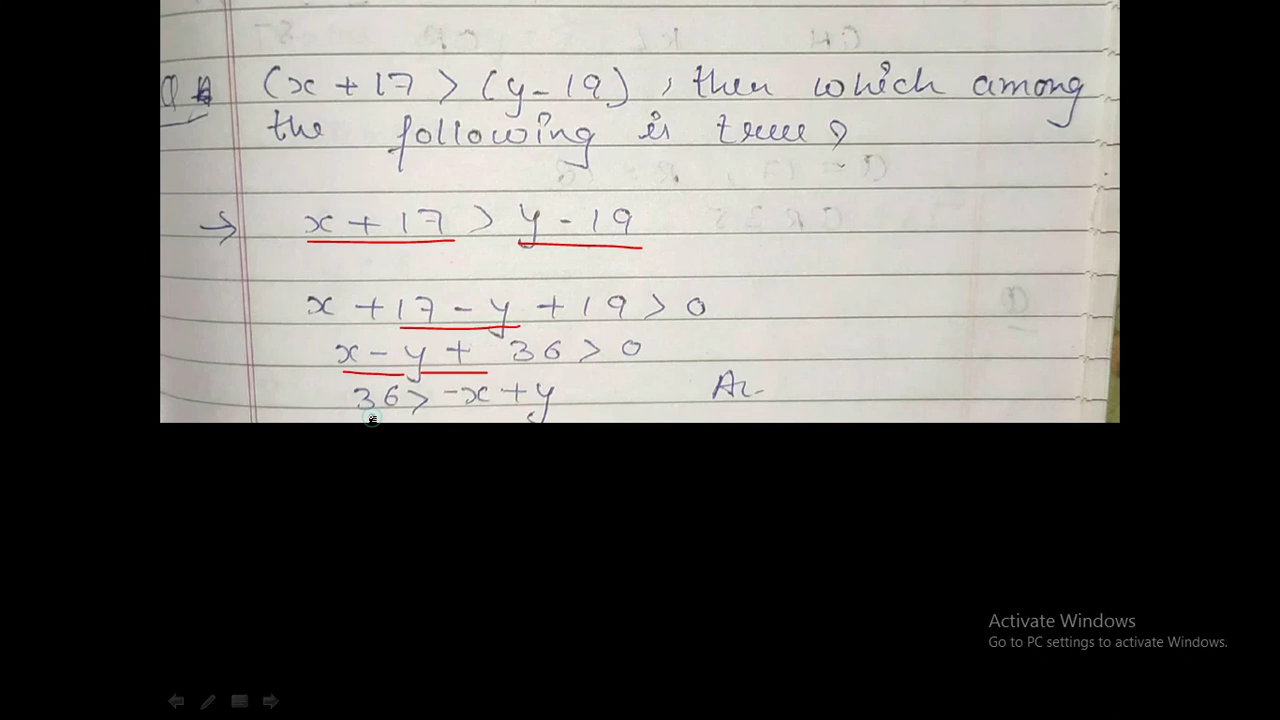 Q (x + 17 > (y - 19) , then which among
the following is true ?
→ x + 17 > y - 19
x + 17 - y + 19 > 0
x - y + 36 > 0
36 > -x + y
Activate Windows
Go to PC settings to activate Windows.